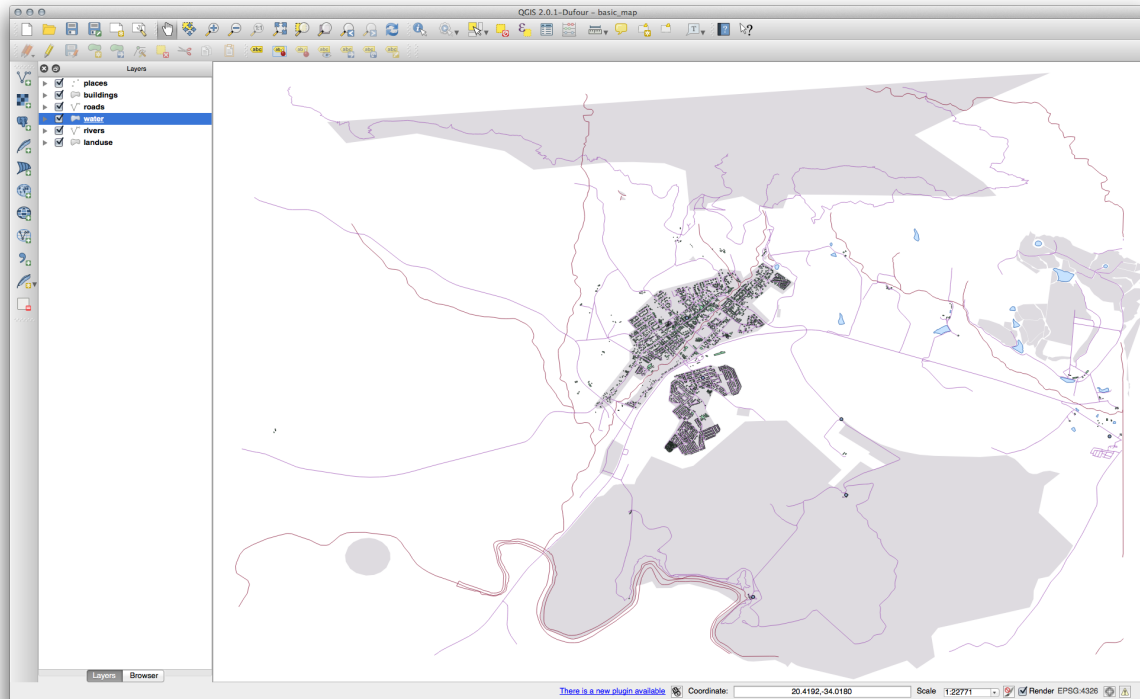 QGIS 2.0.1-Dufour - basic_map
Layers
places
buildings
roads
water
rivers
landuse
Layers Browser
There is a new plugin available Coordinate: 20.4192,-34.0180 Scale 1:22771 Render EPSG:4326